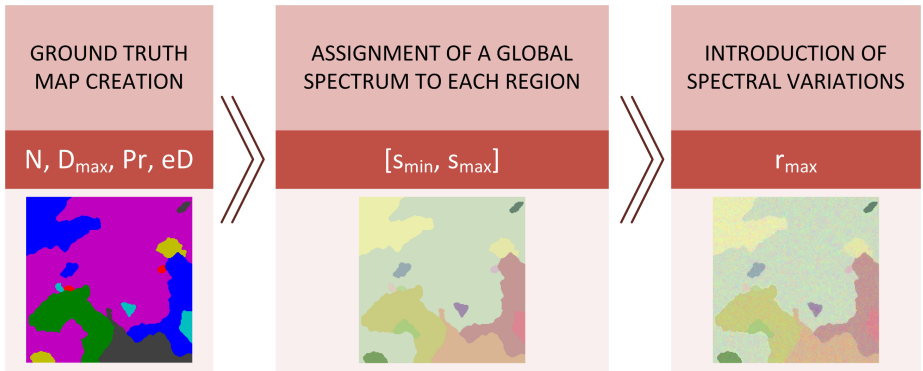 GROUND TRUTH
MAP CREATION
N, Dmax, Pr, eD
ASSIGNMENT OF A GLOBAL
SPECTRUM TO EACH REGION
[smin, smax]
INTRODUCTION OF
SPECTRAL VARIATIONS
rmax